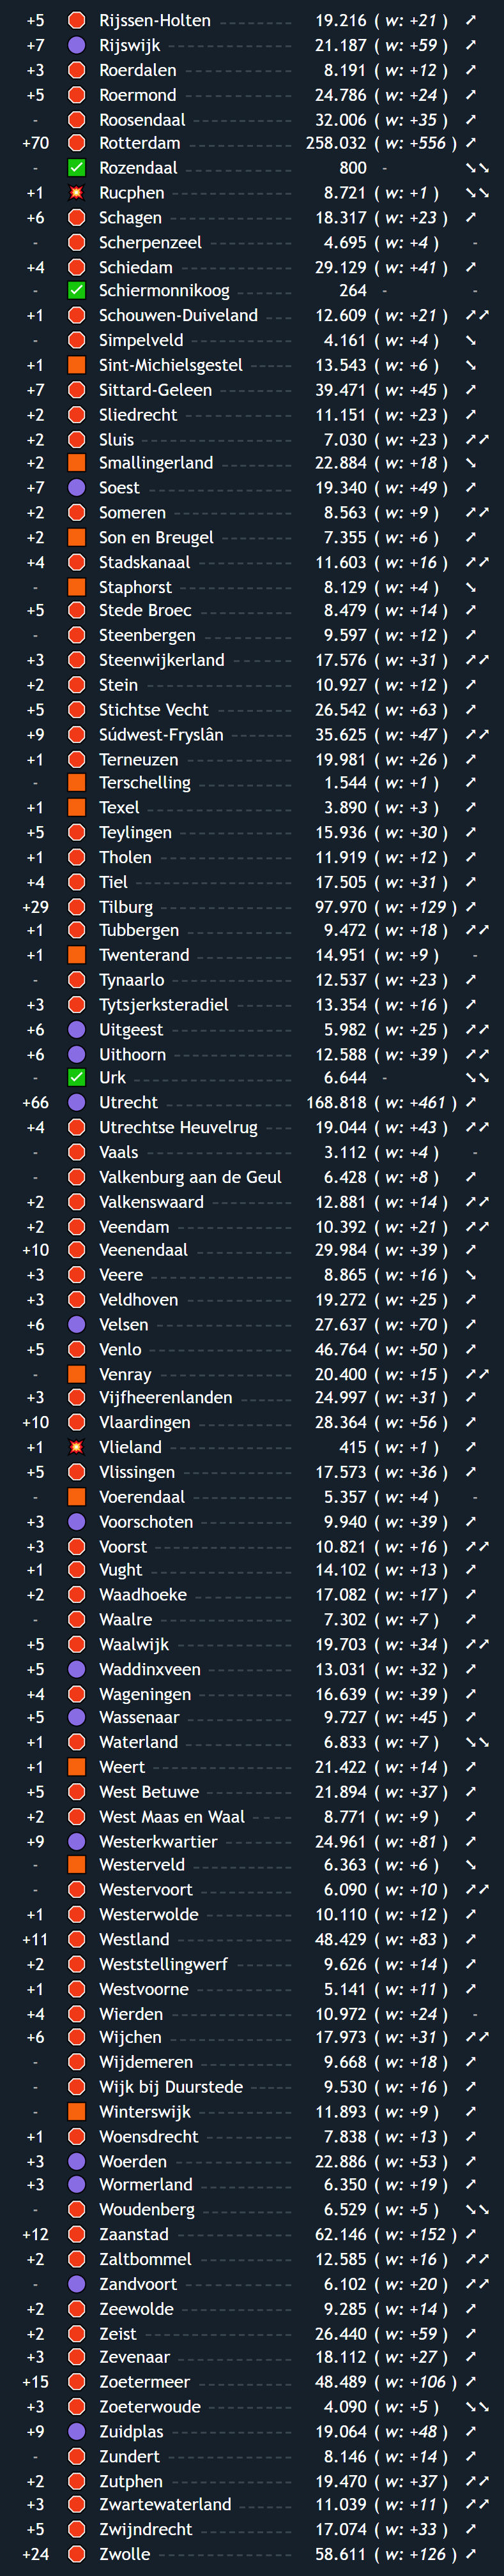 +5 Rijssen-Holten 19.216 ( w: +21 ) ↗
+7 Rijswijk 21.187 ( w: +59 ) ↗
+3 Roerdalen 8.191 ( w: +12 ) ↗
+5 Roermond 24.786 ( w: +24 ) ↗
- Roosendaal 32.006 ( w: +35 ) ↗
+70 Rotterdam 258.032 ( w: +556 ) ↗
- Rozendaal 800 - ↘↘
+1 Rucphen 8.721 ( w: +1 ) ↘↘
+6 Schagen 18.317 ( w: +23 ) ↗
- Scherpenzeel 4.695 ( w: +4 ) -
+4 Schiedam 29.129 ( w: +41 ) ↗
- Schiermonnikoog 264 - -
+1 Schouwen-Duiveland 12.609 ( w: +21 ) ↗↗
- Simpelveld 4.161 ( w: +4 ) ↘
+1 Sint-Michielsgestel 13.543 ( w: +6 ) ↘
+7 Sittard-Geleen 39.471 ( w: +45 ) ↗
+2 Sliedrecht 11.151 ( w: +23 ) ↗
+2 Sluis 7.030 ( w: +23 ) ↗↗
+2 Smallingerland 22.884 ( w: +18 ) ↘
+7 Soest 19.340 ( w: +49 ) ↗
+2 Someren 8.563 ( w: +9 ) ↗↗
+2 Son en Breugel 7.355 ( w: +6 ) ↗
+4 Stadskanaal 11.603 ( w: +16 ) ↗↗
- Staphorst 8.129 ( w: +4 ) ↘
+5 Stede Broec 8.479 ( w: +14 ) ↗
- Steenbergen 9.597 ( w: +12 ) ↗
+3 Steenwijkerland 17.576 ( w: +31 ) ↗↗
+2 Stein 10.927 ( w: +12 ) ↗
+5 Stichtse Vecht 26.542 ( w: +63 ) ↗
+9 Súdwest-Fryslân 35.625 ( w: +47 ) ↗↗
+1 Terneuzen 19.981 ( w: +26 ) ↗
- Terschelling 1.544 ( w: +1 ) ↗
+1 Texel 3.890 ( w: +3 ) ↗
+5 Teylingen 15.936 ( w: +30 ) ↗
+1 Tholen 11.919 ( w: +12 ) ↗
+4 Tiel 17.505 ( w: +31 ) ↗
+29 Tilburg 97.970 ( w: +129 ) ↗
+1 Tubbergen 9.472 ( w: +18 ) ↗↗
+1 Twenterand 14.951 ( w: +9 ) -
- Tynaarlo 12.537 ( w: +23 ) ↗
+3 Tytsjerksteradiel 13.354 ( w: +16 ) ↗
+6 Uitgeest 5.982 ( w: +25 ) ↗↗
+6 Uithoorn 12.588 ( w: +39 ) ↗↗
- Urk 6.644 - ↘↘
+66 Utrecht 168.818 ( w: +461 ) ↗
+4 Utrechtse Heuvelrug 19.044 ( w: +43 ) ↗↗
- Vaals 3.112 ( w: +4 ) -
- Valkenburg aan de Geul 6.428 ( w: +8 ) ↗
+2 Valkenswaard 12.881 ( w: +14 ) ↗↗
+2 Veendam 10.392 ( w: +21 ) ↗↗
+10 Veenendaal 29.984 ( w: +39 ) ↗
+3 Veere 8.865 ( w: +16 ) ↘
+3 Veldhoven 19.272 ( w: +25 ) ↗
+6 Velsen 27.637 ( w: +70 ) ↗
+5 Venlo 46.764 ( w: +50 ) ↗
- Venray 20.400 ( w: +15 ) ↗↗
+3 Vijfheerenlanden 24.997 ( w: +31 ) ↗
+10 Vlaardingen 28.364 ( w: +56 ) ↗
+1 Vlieland 415 ( w: +1 ) ↗
+5 Vlissingen 17.573 ( w: +36 ) ↗
- Voerendaal 5.357 ( w: +4 ) -
+3 Voorschoten 9.940 ( w: +39 ) ↗
+3 Voorst 10.821 ( w: +16 ) ↗↗
+1 Vught 14.102 ( w: +13 ) ↗
+2 Waadhoeke 17.082 ( w: +17 ) ↗
- Waalre 7.302 ( w: +7 ) ↗
+5 Waalwijk 19.703 ( w: +34 ) ↗↗
+5 Waddinxveen 13.031 ( w: +32 ) ↗
+4 Wageningen 16.639 ( w: +39 ) ↗
+5 Wassenaar 9.727 ( w: +45 ) ↗
+1 Waterland 6.833 ( w: +7 ) ↘↘
+1 Weert 21.422 ( w: +14 ) ↗
+5 West Betuwe 21.894 ( w: +37 ) ↗
+2 West Maas en Waal 8.771 ( w: +9 ) ↗
+9 Westerkwartier 24.961 ( w: +81 ) ↗
- Westerveld 6.363 ( w: +6 ) ↘
- Westervoort 6.090 ( w: +10 ) ↗↗
+1 Westerwolde 10.110 ( w: +12 ) ↗
+11 Westland 48.429 ( w: +83 ) ↗
+2 Weststellingwerf 9.626 ( w: +14 ) ↗
+1 Westvoorne 5.141 ( w: +11 ) ↗
+4 Wierden 10.972 ( w: +24 ) -
+6 Wijchen 17.973 ( w: +31 ) ↗↗
- Wijdemeren 9.668 ( w: +18 ) ↗
- Wijk bij Duurstede 9.530 ( w: +16 ) ↗
- Winterswijk 11.893 ( w: +9 ) ↗
+1 Woensdrecht 7.838 ( w: +13 ) ↗
+3 Woerden 22.886 ( w: +53 ) ↗
+3 Wormerland 6.350 ( w: +19 ) ↗
- Woudenberg 6.529 ( w: +5 ) ↘↘
+12 Zaanstad 62.146 ( w: +152 ) ↗
+2 Zaltbommel 12.585 ( w: +16 ) ↗↗
- Zandvoort 6.102 ( w: +20 ) ↗↗
+2 Zeewolde 9.285 ( w: +14 ) ↗
+2 Zeist 26.440 ( w: +59 ) ↗
+3 Zevenaar 18.112 ( w: +27 ) ↗
+15 Zoetermeer 48.489 ( w: +106 ) ↗
+3 Zoeterwoude 4.090 ( w: +5 ) ↘↘
+9 Zuidplas 19.064 ( w: +48 ) ↗
- Zundert 8.146 ( w: +14 ) ↗
+2 Zutphen 19.470 ( w: +37 ) ↗↗
+3 Zwartewaterland 11.039 ( w: +11 ) ↗↗
+5 Zwijndrecht 17.074 ( w: +33 ) ↗
+24 Zwolle 58.611 ( w: +126 ) ↗